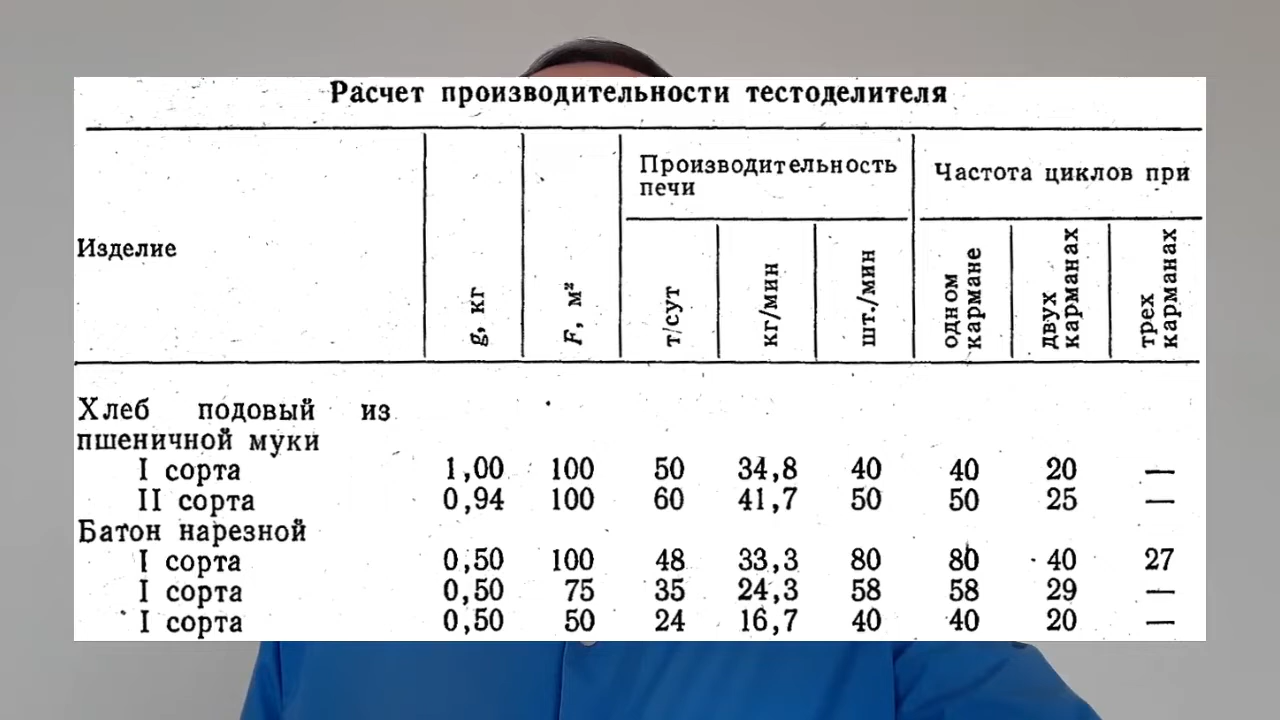 Расчет производительности тестоделителя
Изделие
g, кг
F, м²
Производительность
печи
т/сут
кг/мин
шт./мин
Частота циклов при
одном
кармане
двух
карманах
трех
карманах
Хлеб подовый из
пшеничной муки
I сорта 1,00 100 50 34,8 40 40 20 —
II сорта 0,94 100 60 41,7 50 50 25 —
Батон нарезной
I сорта 0,50 100 48 33,3 80 80 40 27
I сорта 0,50 75 35 24,3 58 58 29 —
I сорта 0,50 50 24 16,7 40 40 20 —